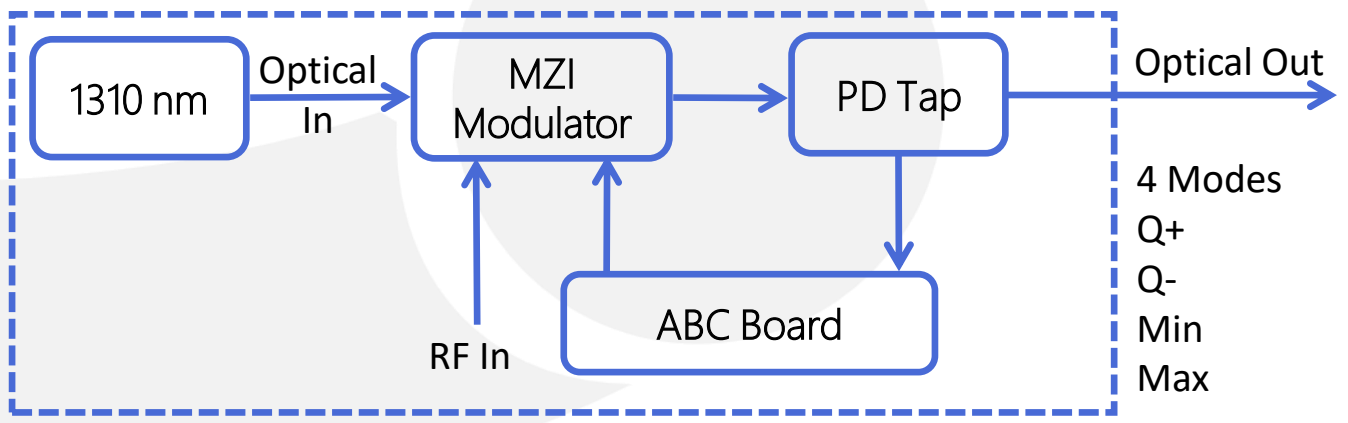 1310 nm
Optical
In
MZI
Modulator
PD Tap
Optical Out
RF In
ABC Board
4 Modes
Q+
Q-
Min
Max